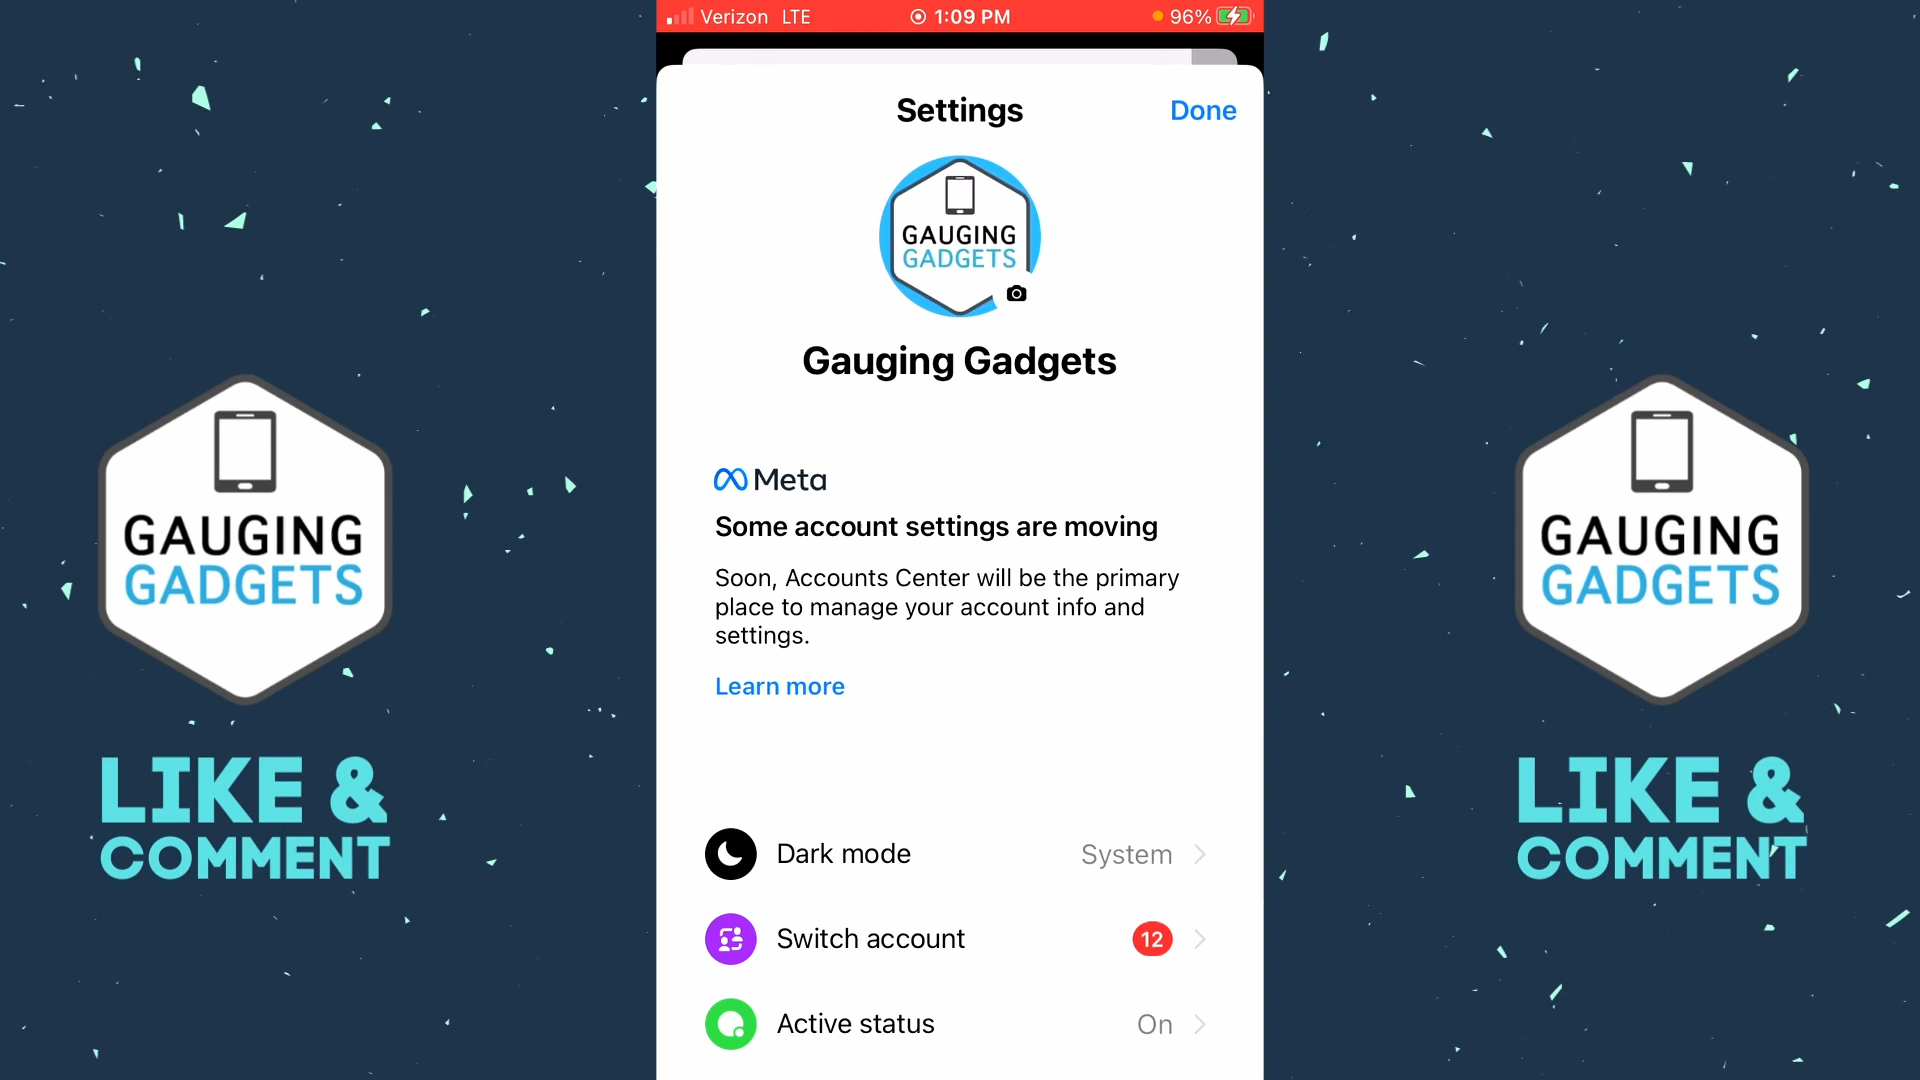 Verizon LTE 1:09 PM 96%
Settings
Done
GAUGING
GADGETS
Gauging Gadgets
Meta
Some account settings are moving
Soon, Accounts Center will be the primary
place to manage your account info and
settings.
Learn more
Dark mode System
Switch account 12
Active status On
GAUGING
GADGETS
LIKE &
COMMENT
GAUGING
GADGETS
LIKE &
COMMENT